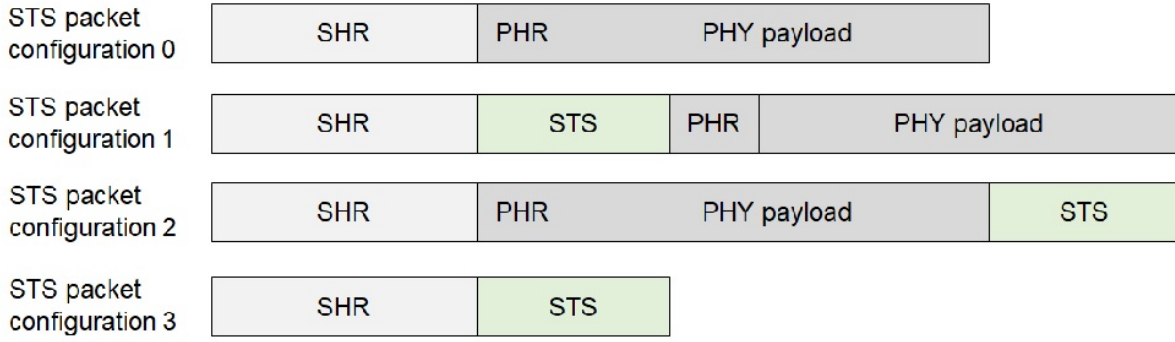 STS packet
configuration 0
SHR PHR PHY payload
STS packet
configuration 1
SHR STS PHR PHY payload
STS packet
configuration 2
SHR PHR PHY payload STS
STS packet
configuration 3
SHR STS